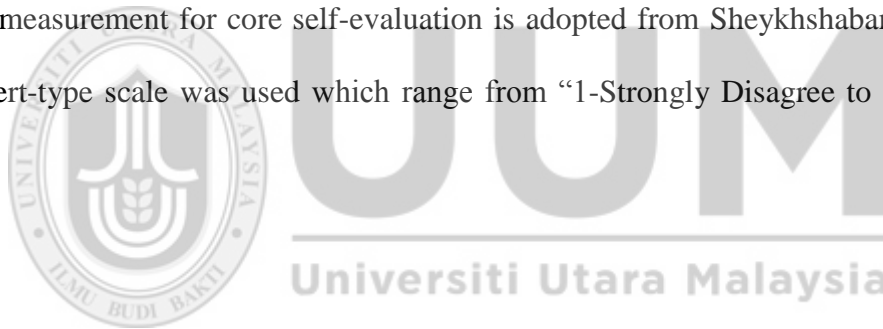 measurement for core self-evaluation is adopted from
ert-type scale was used which range from “1-Strongly Disagree to
UNIVERSITI UTARA MALAYSIA
ILMU BUDI BAKTI
UUM
Universiti Utara Malaysia